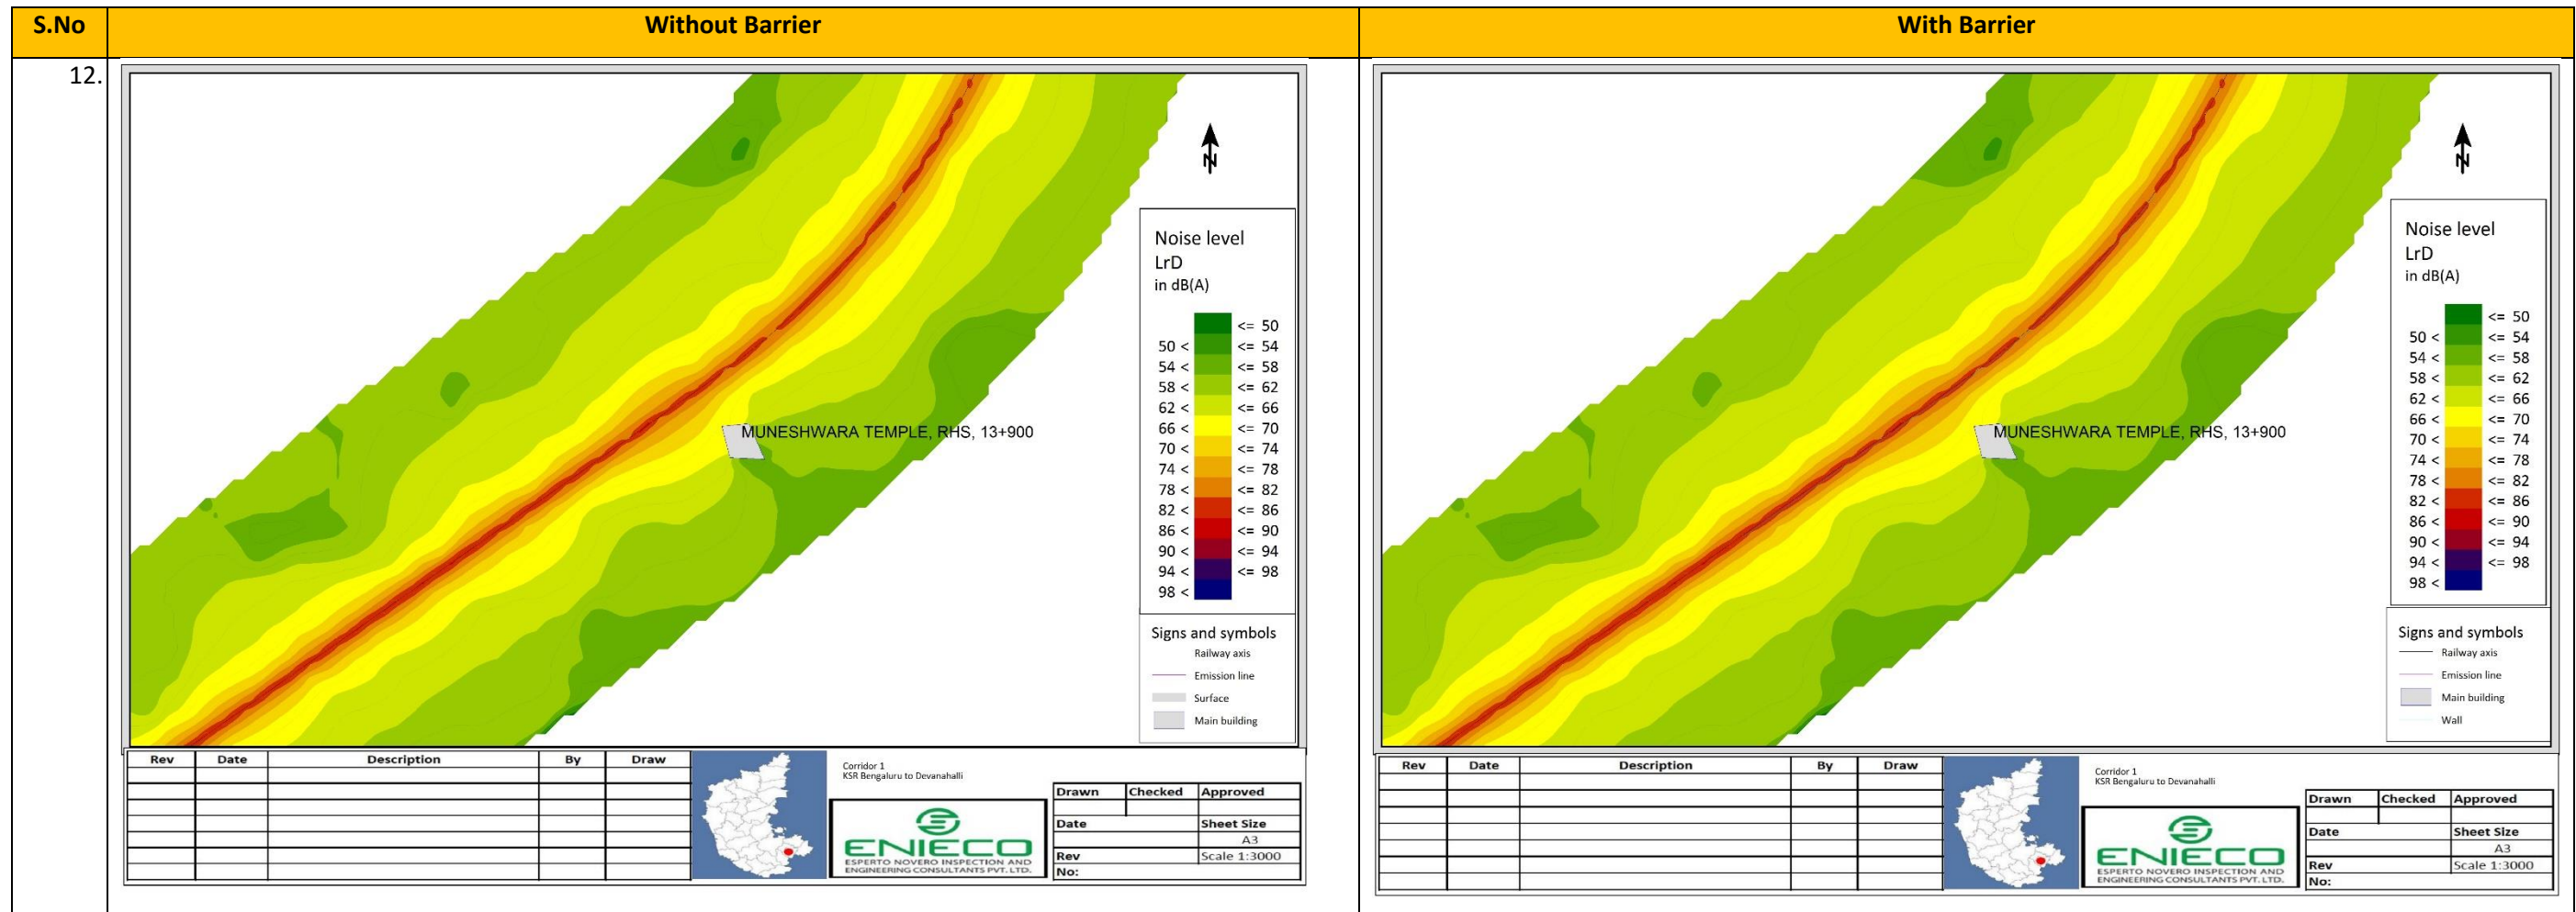 S.No Without Barrier With Barrier
12.
N
Noise level
LrD
in dB(A)
<= 50
50 < <= 54
54 < <= 58
58 < <= 62
62 < <= 66
66 < <= 70
70 < <= 74
74 < <= 78
78 < <= 82
82 < <= 86
86 < <= 90
90 < <= 94
94 < <= 98
98 <
MUNESHWARA TEMPLE, RHS, 13+900
Signs and symbols
Railway axis
Emission line
Surface
Main building
Rev Date Description By Draw
Corridor 1
KSR Bengaluru to Devanahalli
ENIECO
ESPERTO NOVERO INSPECTION AND
ENGINEERING CONSULTANTS PVT. LTD.
Drawn Checked Approved
Date Sheet Size
A3
Rev Scale 1:3000
No:
N
Noise level
LrD
in dB(A)
<= 50
50 < <= 54
54 < <= 58
58 < <= 62
62 < <= 66
66 < <= 70
70 < <= 74
74 < <= 78
78 < <= 82
82 < <= 86
86 < <= 90
90 < <= 94
94 < <= 98
98 <
MUNESHWARA TEMPLE, RHS, 13+900
Signs and symbols
Railway axis
Emission line
Main building
Wall
Rev Date Description By Draw
Corridor 1
KSR Bengaluru to Devanahalli
ENIECO
ESPERTO NOVERO INSPECTION AND
ENGINEERING CONSULTANTS PVT. LTD.
Drawn Checked Approved
Date Sheet Size
A3
Rev Scale 1:3000
No: